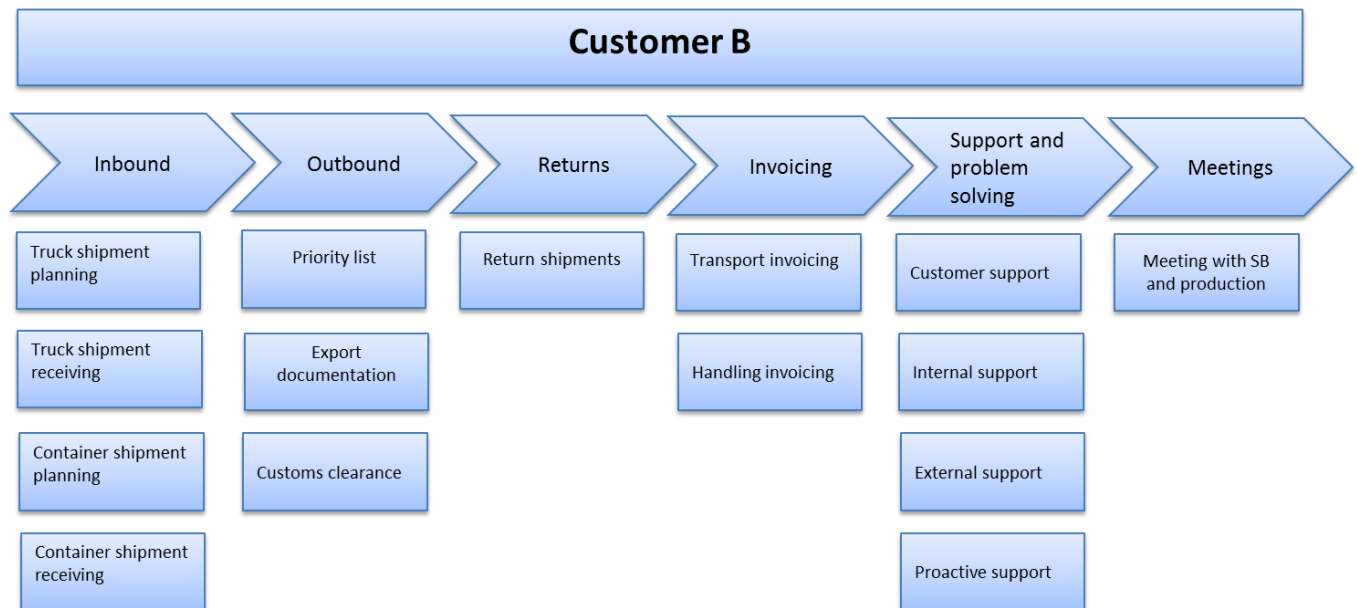 Customer B
Inbound
Outbound
Returns
Invoicing
Support and
problem
solving
Meetings
Truck shipment
planning
Truck shipment
receiving
Container shipment
planning
Container shipment
receiving
Priority list
Export
documentation
Customs clearance
Return shipments
Transport invoicing
Handling invoicing
Customer support
Internal support
External support
Proactive support
Meeting with SB
and production